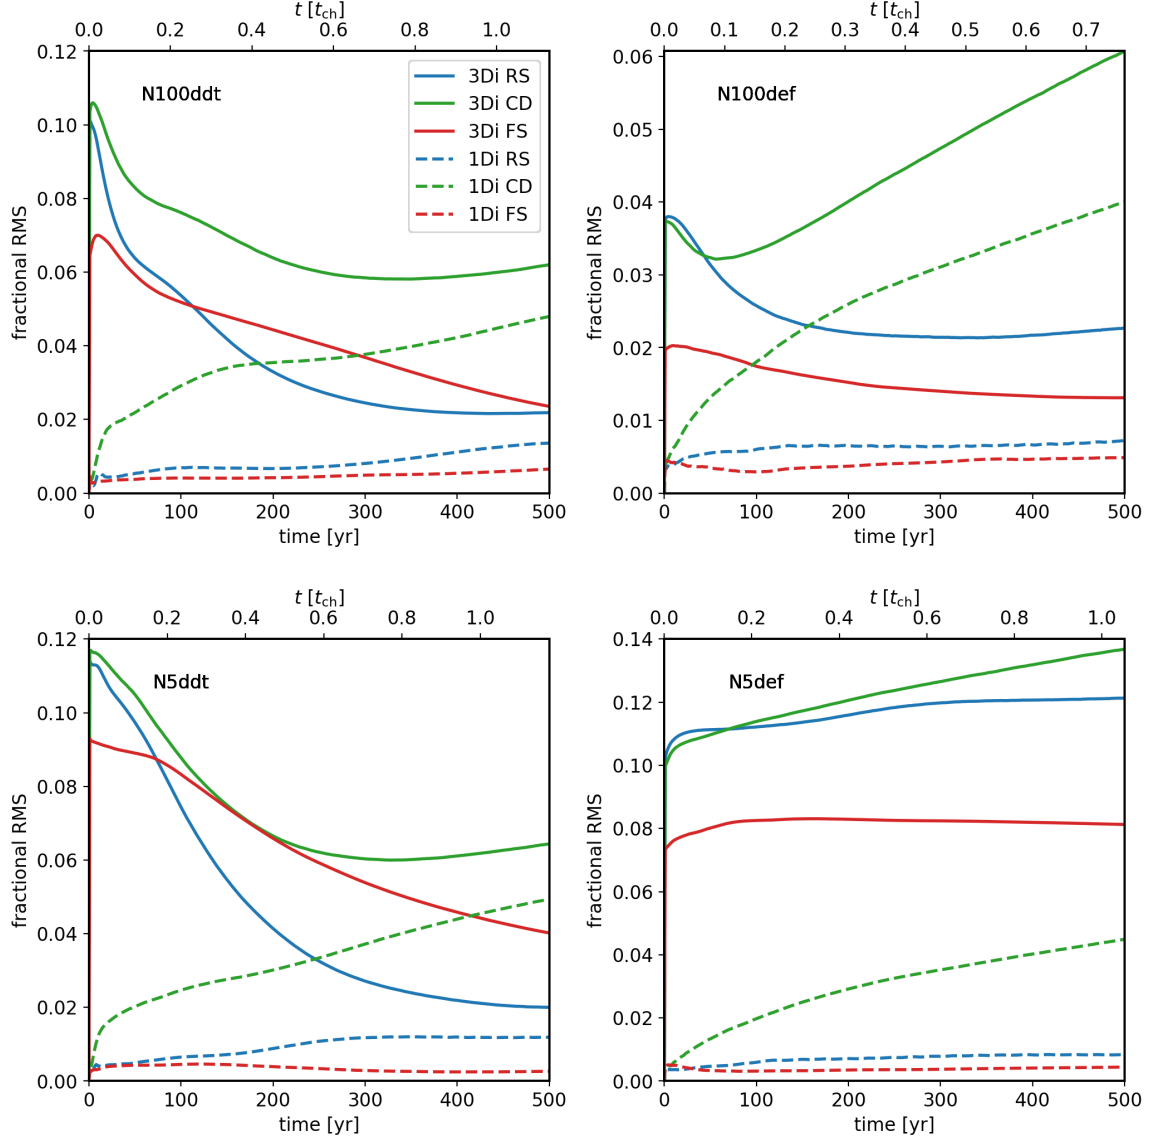 t [t_ch]
0.0 0.2 0.4 0.6 0.8 1.0
0.12
0.10
0.08
0.06
0.04
0.02
0.00
fractional RMS
N100ddt
3Di RS
3Di CD
3Di FS
1Di RS
1Di CD
1Di FS
0 100 200 300 400 500
time [yr]
t [t_ch]
0.0 0.1 0.2 0.3 0.4 0.5 0.6 0.7
0.06
0.05
0.04
0.03
0.02
0.01
0.00
fractional RMS
N100def
0 100 200 300 400 500
time [yr]
t [t_ch]
0.0 0.2 0.4 0.6 0.8 1.0
0.12
0.10
0.08
0.06
0.04
0.02
0.00
fractional RMS
N5ddt
0 100 200 300 400 500
time [yr]
t [t_ch]
0.0 0.2 0.4 0.6 0.8 1.0
0.14
0.12
0.10
0.08
0.06
0.04
0.02
0.00
fractional RMS
N5def
0 100 200 300 400 500
time [yr]